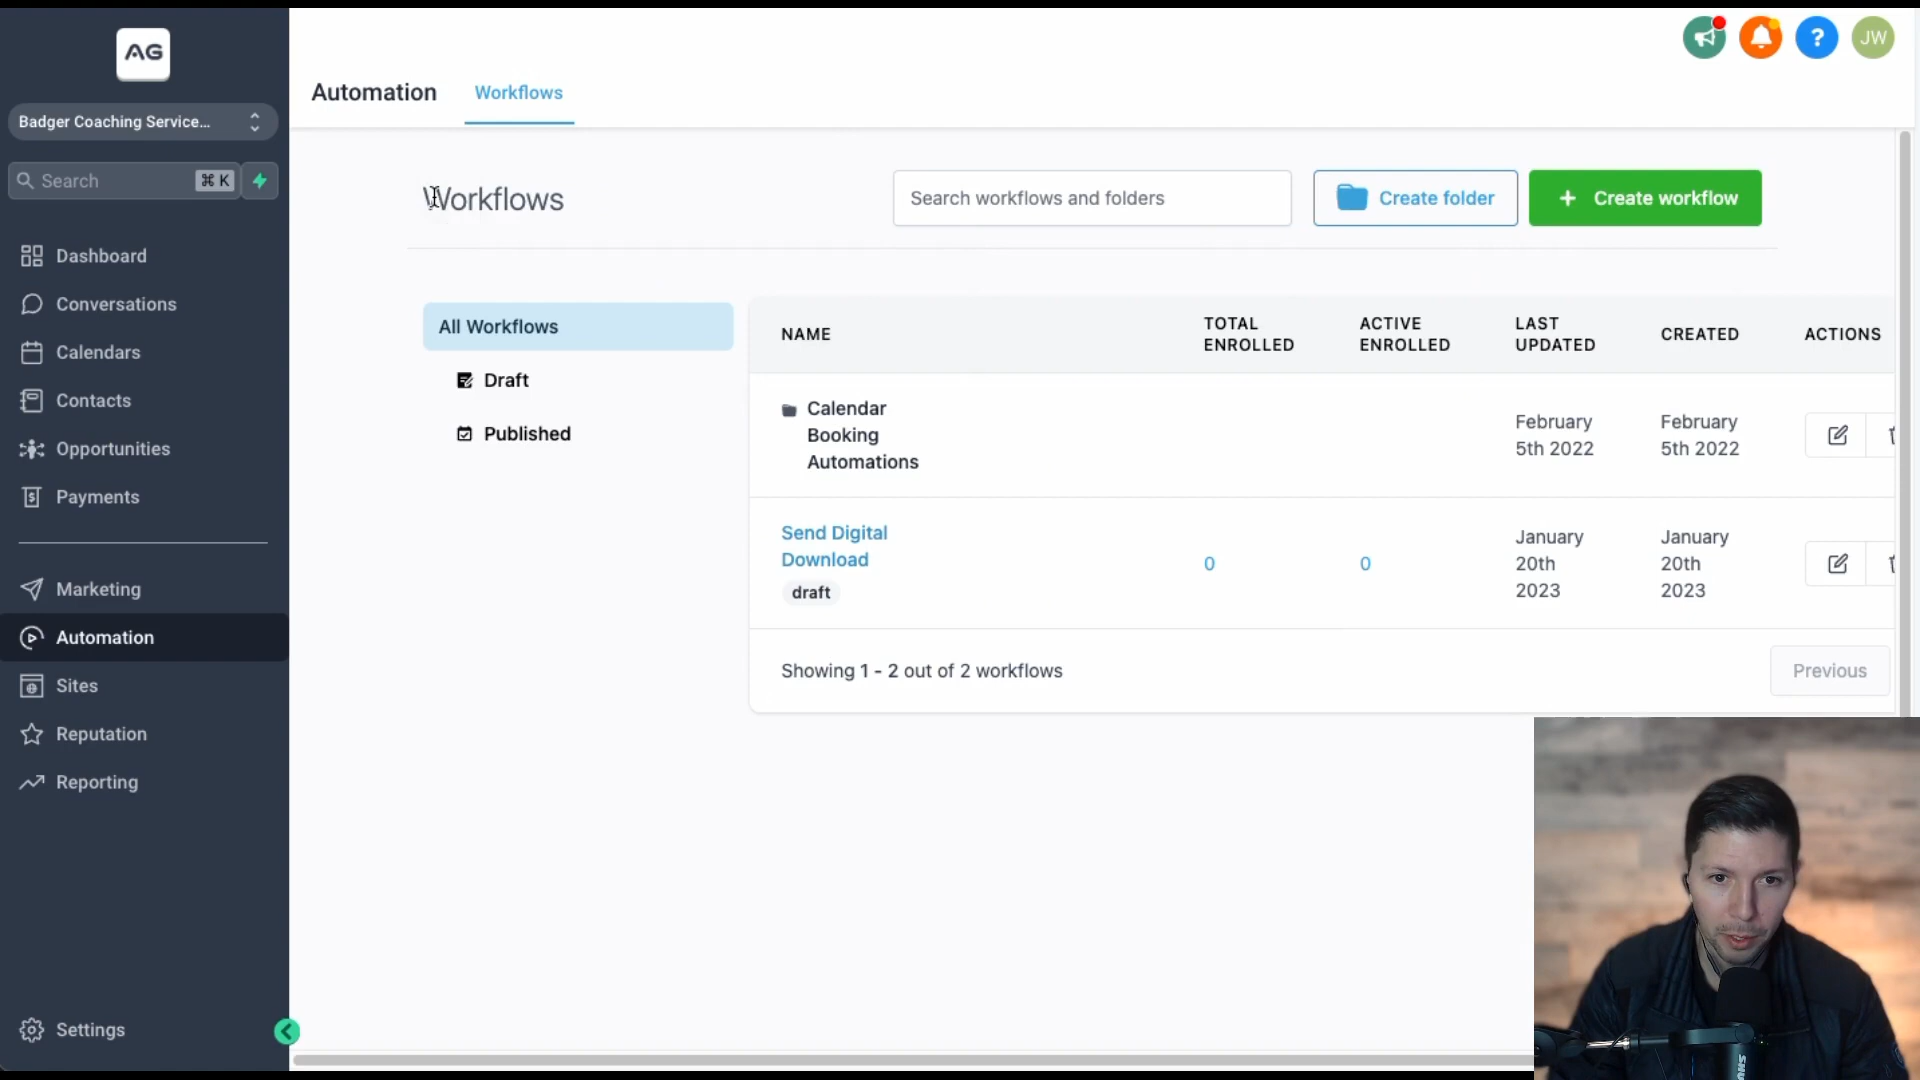 AG
Badger Coaching Service...
Search
⌘ K
Dashboard
Conversations
Calendars
Contacts
Opportunities
Payments
Marketing
Automation
Sites
Reputation
Reporting
Settings
?
JW
Automation
Workflows
Workflows
Search workflows and folders
Create folder
+ Create workflow
All Workflows
Draft
Published
NAME
TOTAL
ENROLLED
ACTIVE
ENROLLED
LAST
UPDATED
CREATED
ACTIONS
Calendar
Booking
Automations
February
5th 2022
February
5th 2022
Send Digital
Download
draft
0
0
January
20th
2023
January
20th
2023
Showing 1 - 2 out of 2 workflows
Previous